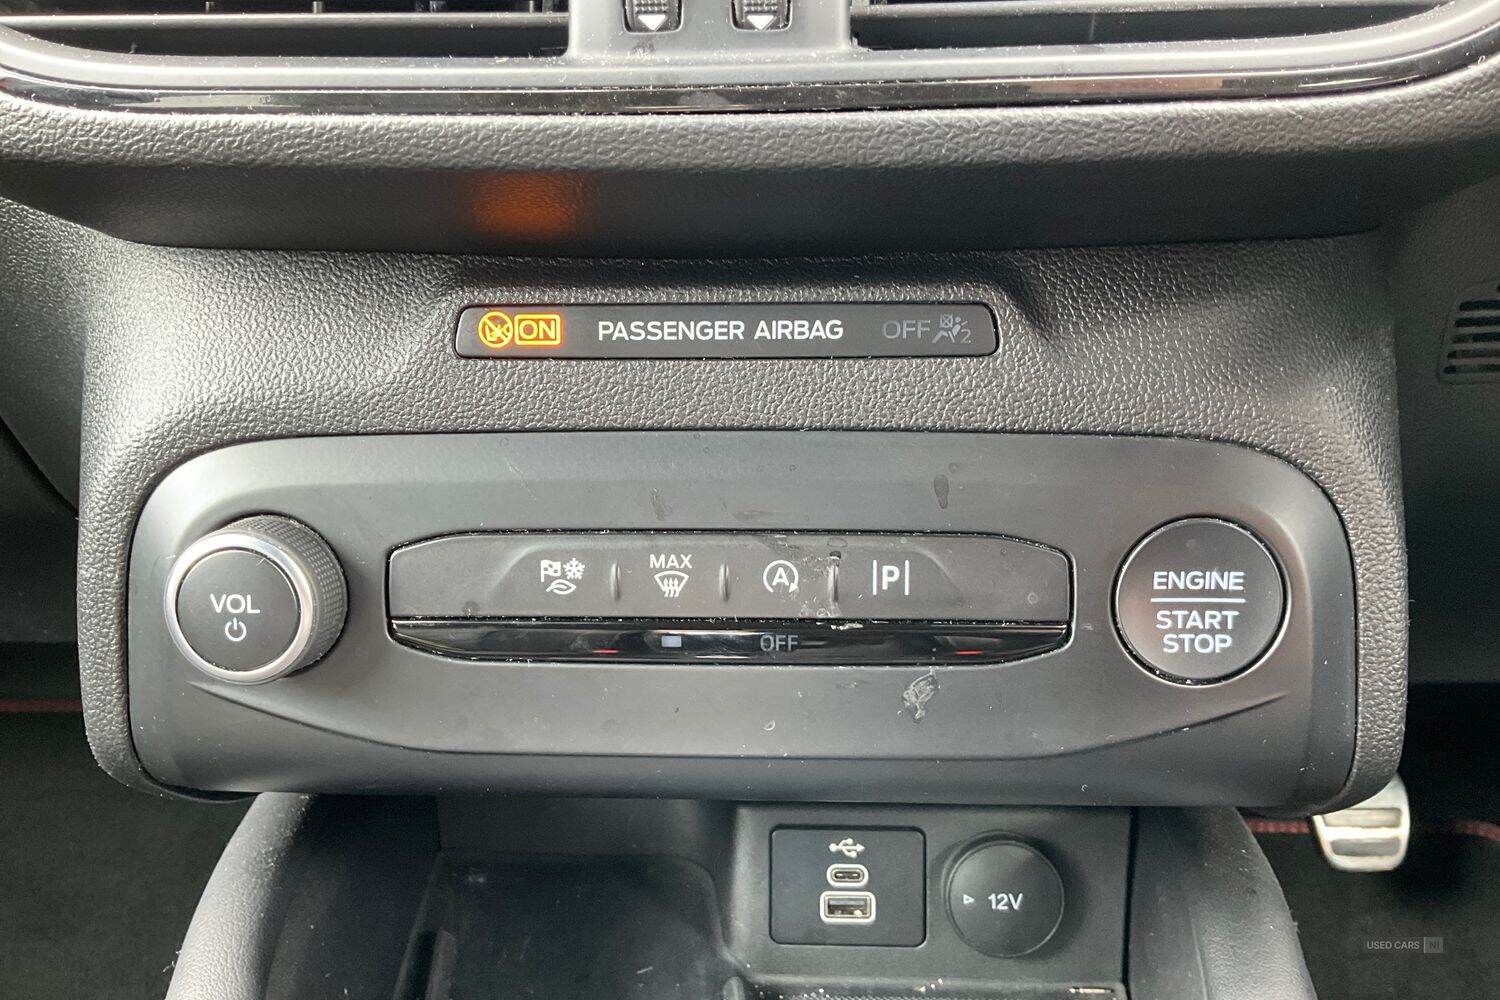 ON PASSENGER AIRBAG OFF 2
MAX
VOL
A
P
OFF
ENGINE
START
STOP
12V
USED CARS NI